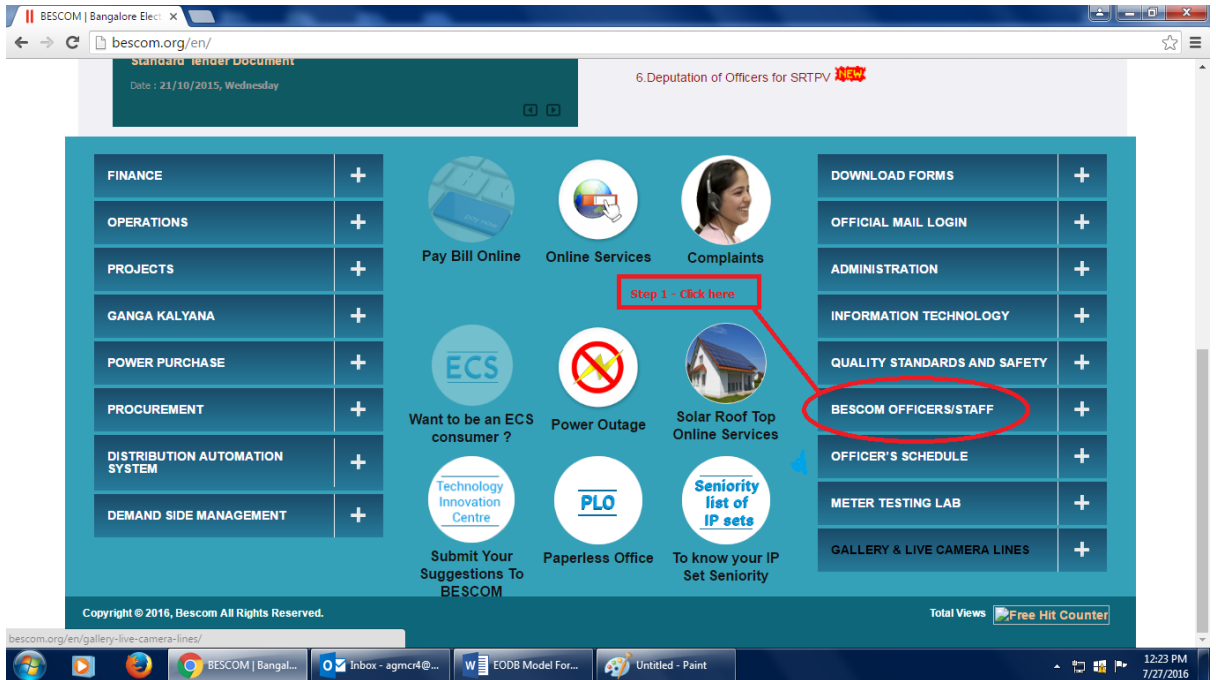 BESCOM | Bangalore Elect
bescom.org/en/
Standard Tender Document
Date : 21/10/2015, Wednesday
6.Deputation of Officers for SRTPV NEW
FINANCE
OPERATIONS
PROJECTS
GANGA KALYANA
POWER PURCHASE
PROCUREMENT
DISTRIBUTION AUTOMATION
SYSTEM
DEMAND SIDE MANAGEMENT
pay now
Pay Bill Online
Online Services
Complaints
Step 1 - Click here
ECS
Want to be an ECS
consumer ?
Power Outage
Solar Roof Top
Online Services
Technology
Innovation
Centre
Submit Your
Suggestions To
BESCOM
PLO
Paperless Office
Seniority
list of
IP sets
To know your IP
Set Seniority
DOWNLOAD FORMS
OFFICIAL MAIL LOGIN
ADMINISTRATION
INFORMATION TECHNOLOGY
QUALITY STANDARDS AND SAFETY
BESCOM OFFICERS/STAFF
OFFICER'S SCHEDULE
METER TESTING LAB
GALLERY & LIVE CAMERA LINES
Copyright © 2016, Bescom All Rights Reserved.
Total Views Free Hit Counter
bescom.org/en/gallery-live-camera-lines/
BESCOM | Bangal...
Inbox - agmcr4@...
EODB Model For...
Untitled - Paint
12:23 PM
7/27/2016